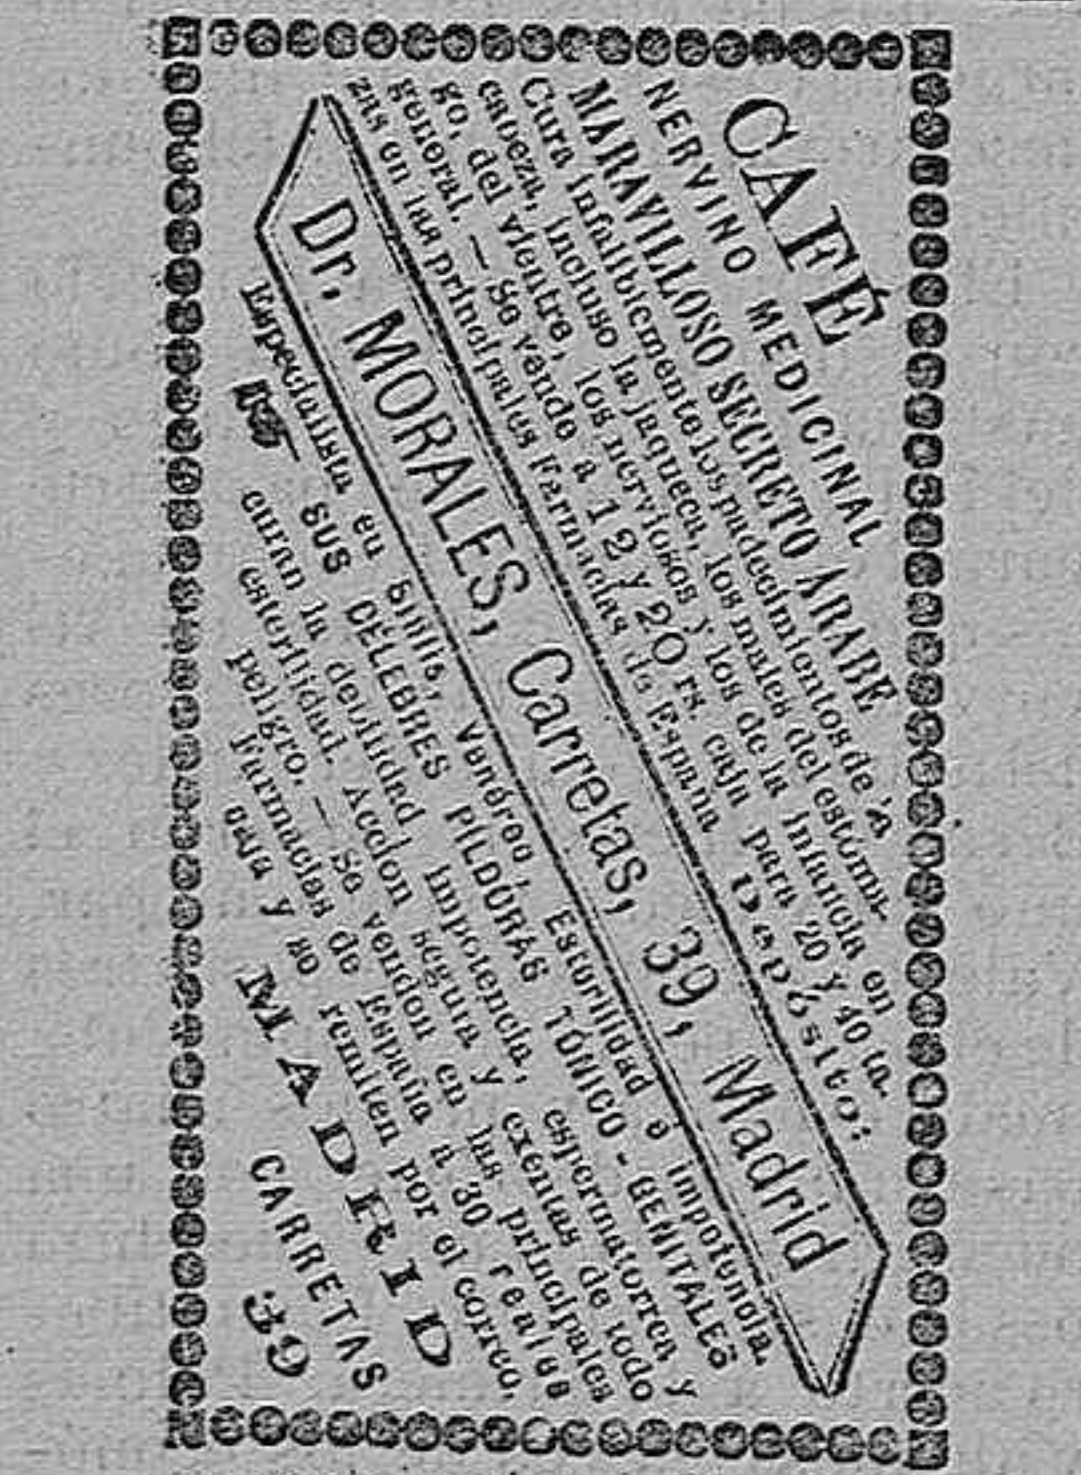 CAFÉ
NERVINO MEDICINAL
MARAVILLOSO SECRETO ÁRABE
Cura infaliblemente los padecimientos de la
cabeza, incluso la jaqueca, los males del estóma-
go, del vientre, los nerviosos y los de la infancia en
general. — Se vende a 12 y 20 rs. caja para 20 y 40 ta-
zas en las principales Farmacias de España Depósito:
Dr. MORALES, Carretas, 39, Madrid
Especialista en Sífilis, Venéreo, Esterilidad é impotencia.
SUS CÉLEBRES PÍLDORAS TÓNICO-GENITALES
curan la debilidad, impotencia, espermatorrea y
esterilidad. Accion segura y exentas de todo
peligro. — Se venden en las principales
Farmacias de España á 30 reales
caja y se remiten por el correo.
MADRID
CARRETAS
39